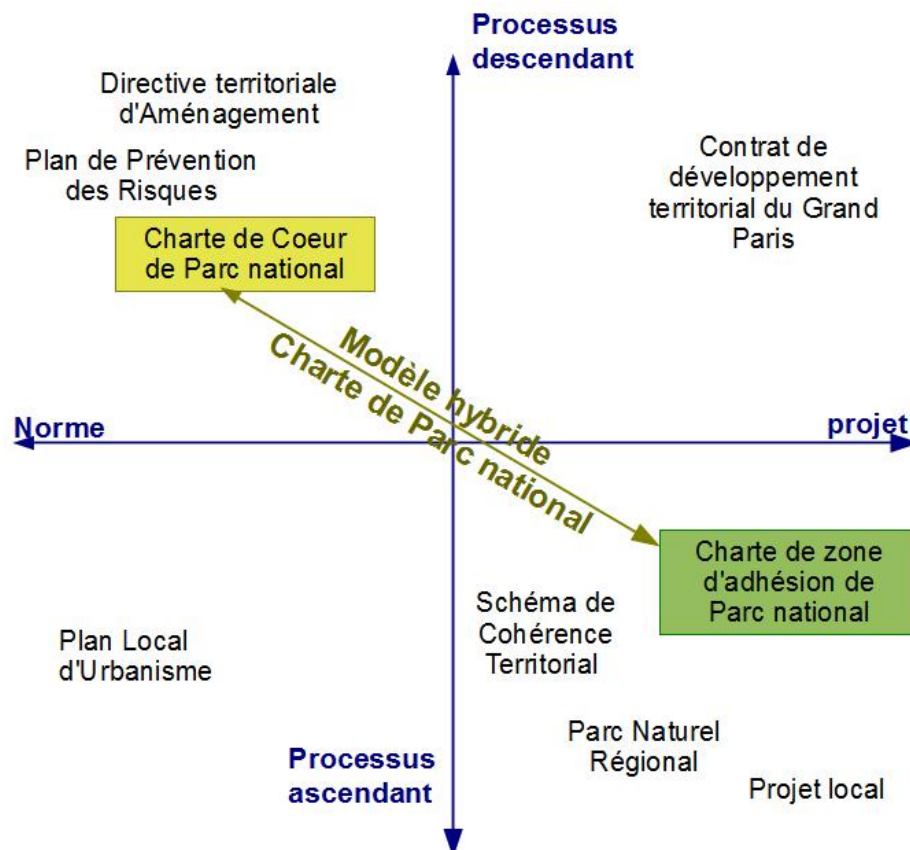 Processus
descendant
Directive territoriale
d'Aménagement
Plan de Prévention
des Risques
Contrat de
développement
territorial du Grand
Paris
Charte de Coeur
de Parc national
Modèle hybride
Charte de Parc national
Norme
projet
Charte de zone
d'adhésion de
Parc national
Schéma de
Cohérence
Territorial
Plan Local
d'Urbanisme
Parc Naturel
Régional
Processus
ascendant
Projet local